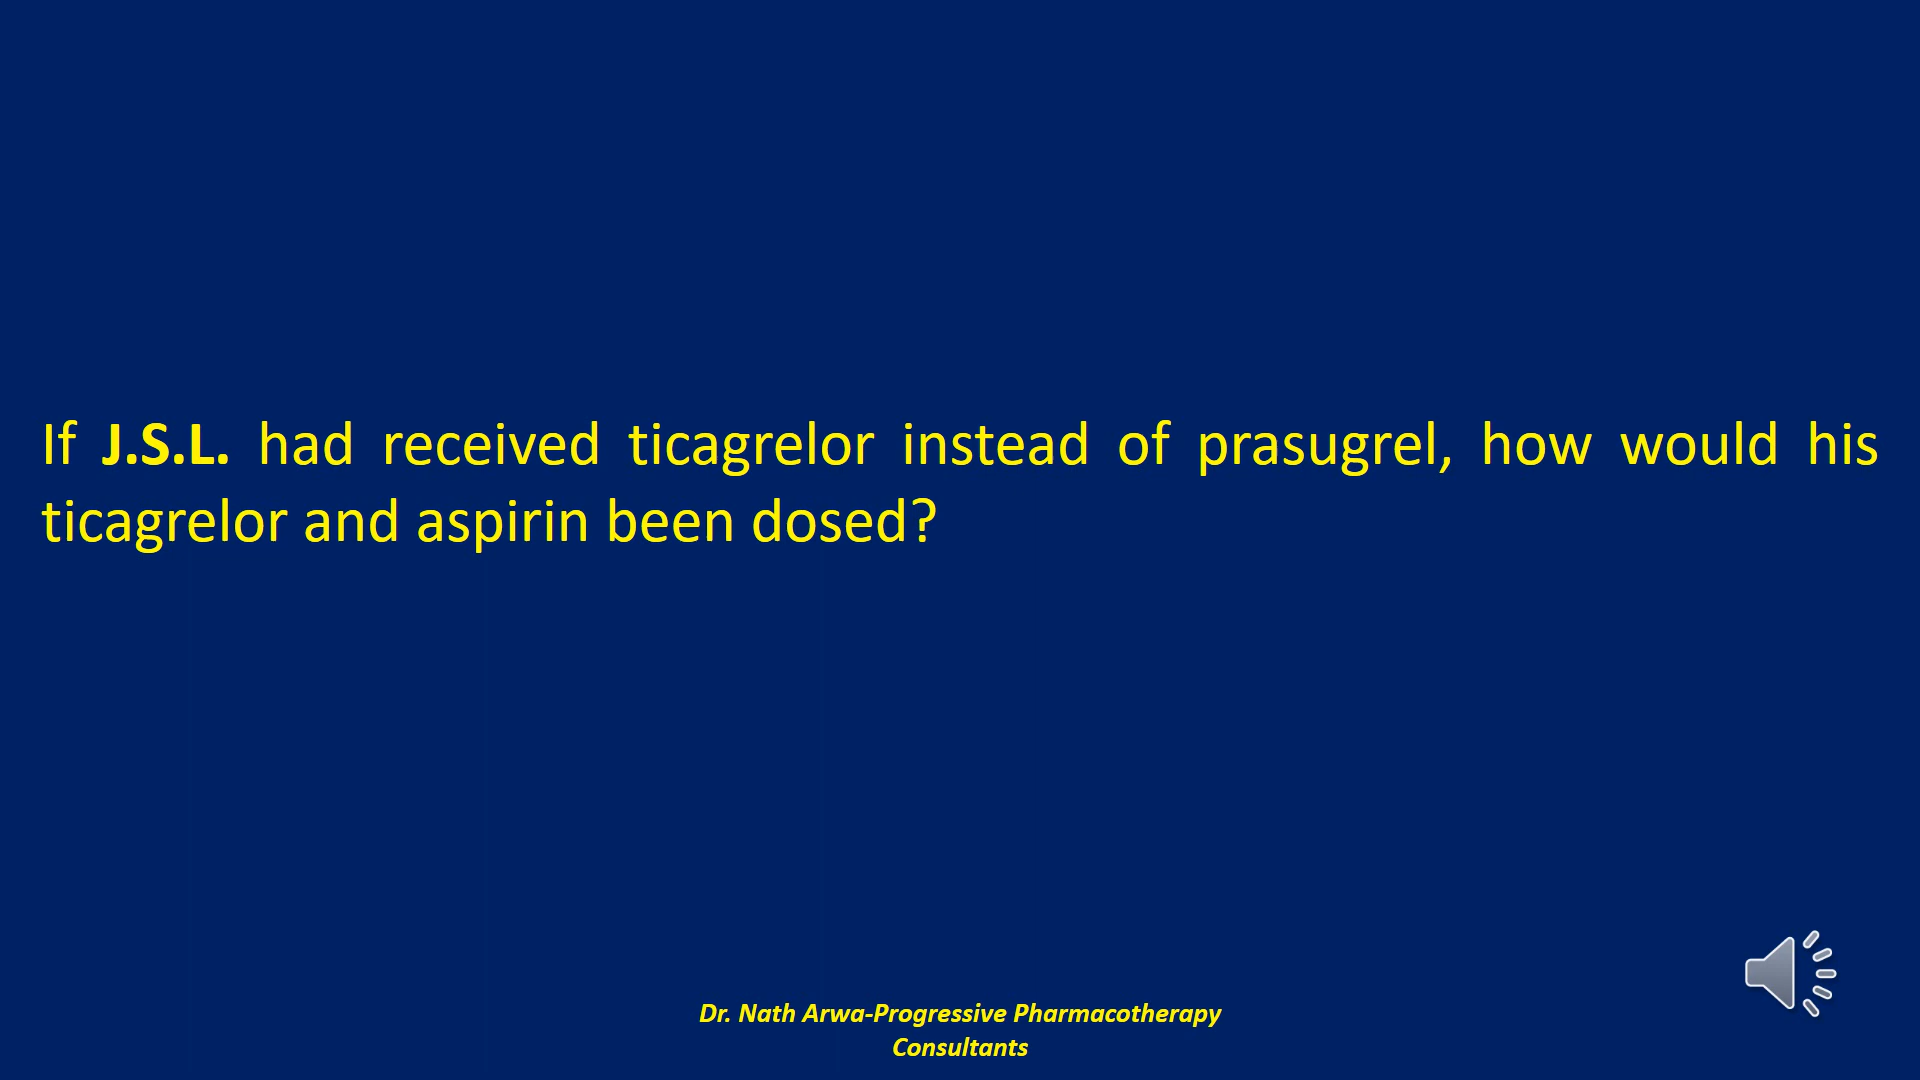 If J.S.L. had received ticagrelor instead of prasugrel, how would his
ticagrelor and aspirin been dosed?
Dr. Nath Arwa-Progressive Pharmacotherapy
Consultants